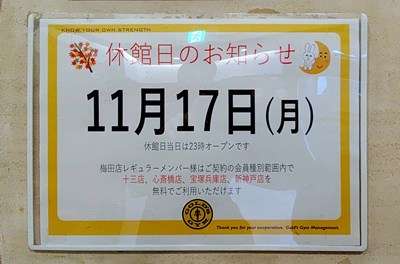 KNOW YOUR OWN STRENGTH
休館日のお知らせ
11月17日(月)
休館日当日は23時オープンです
梅田店レギュラーメンバー様はご契約の会員種別範囲内で
十三店、心斎橋店、宝塚兵庫店、新神戸店を
無料でご利用いただけます
GOLD'S GYM
Thank you for your cooperation. Gold's Gym Management.